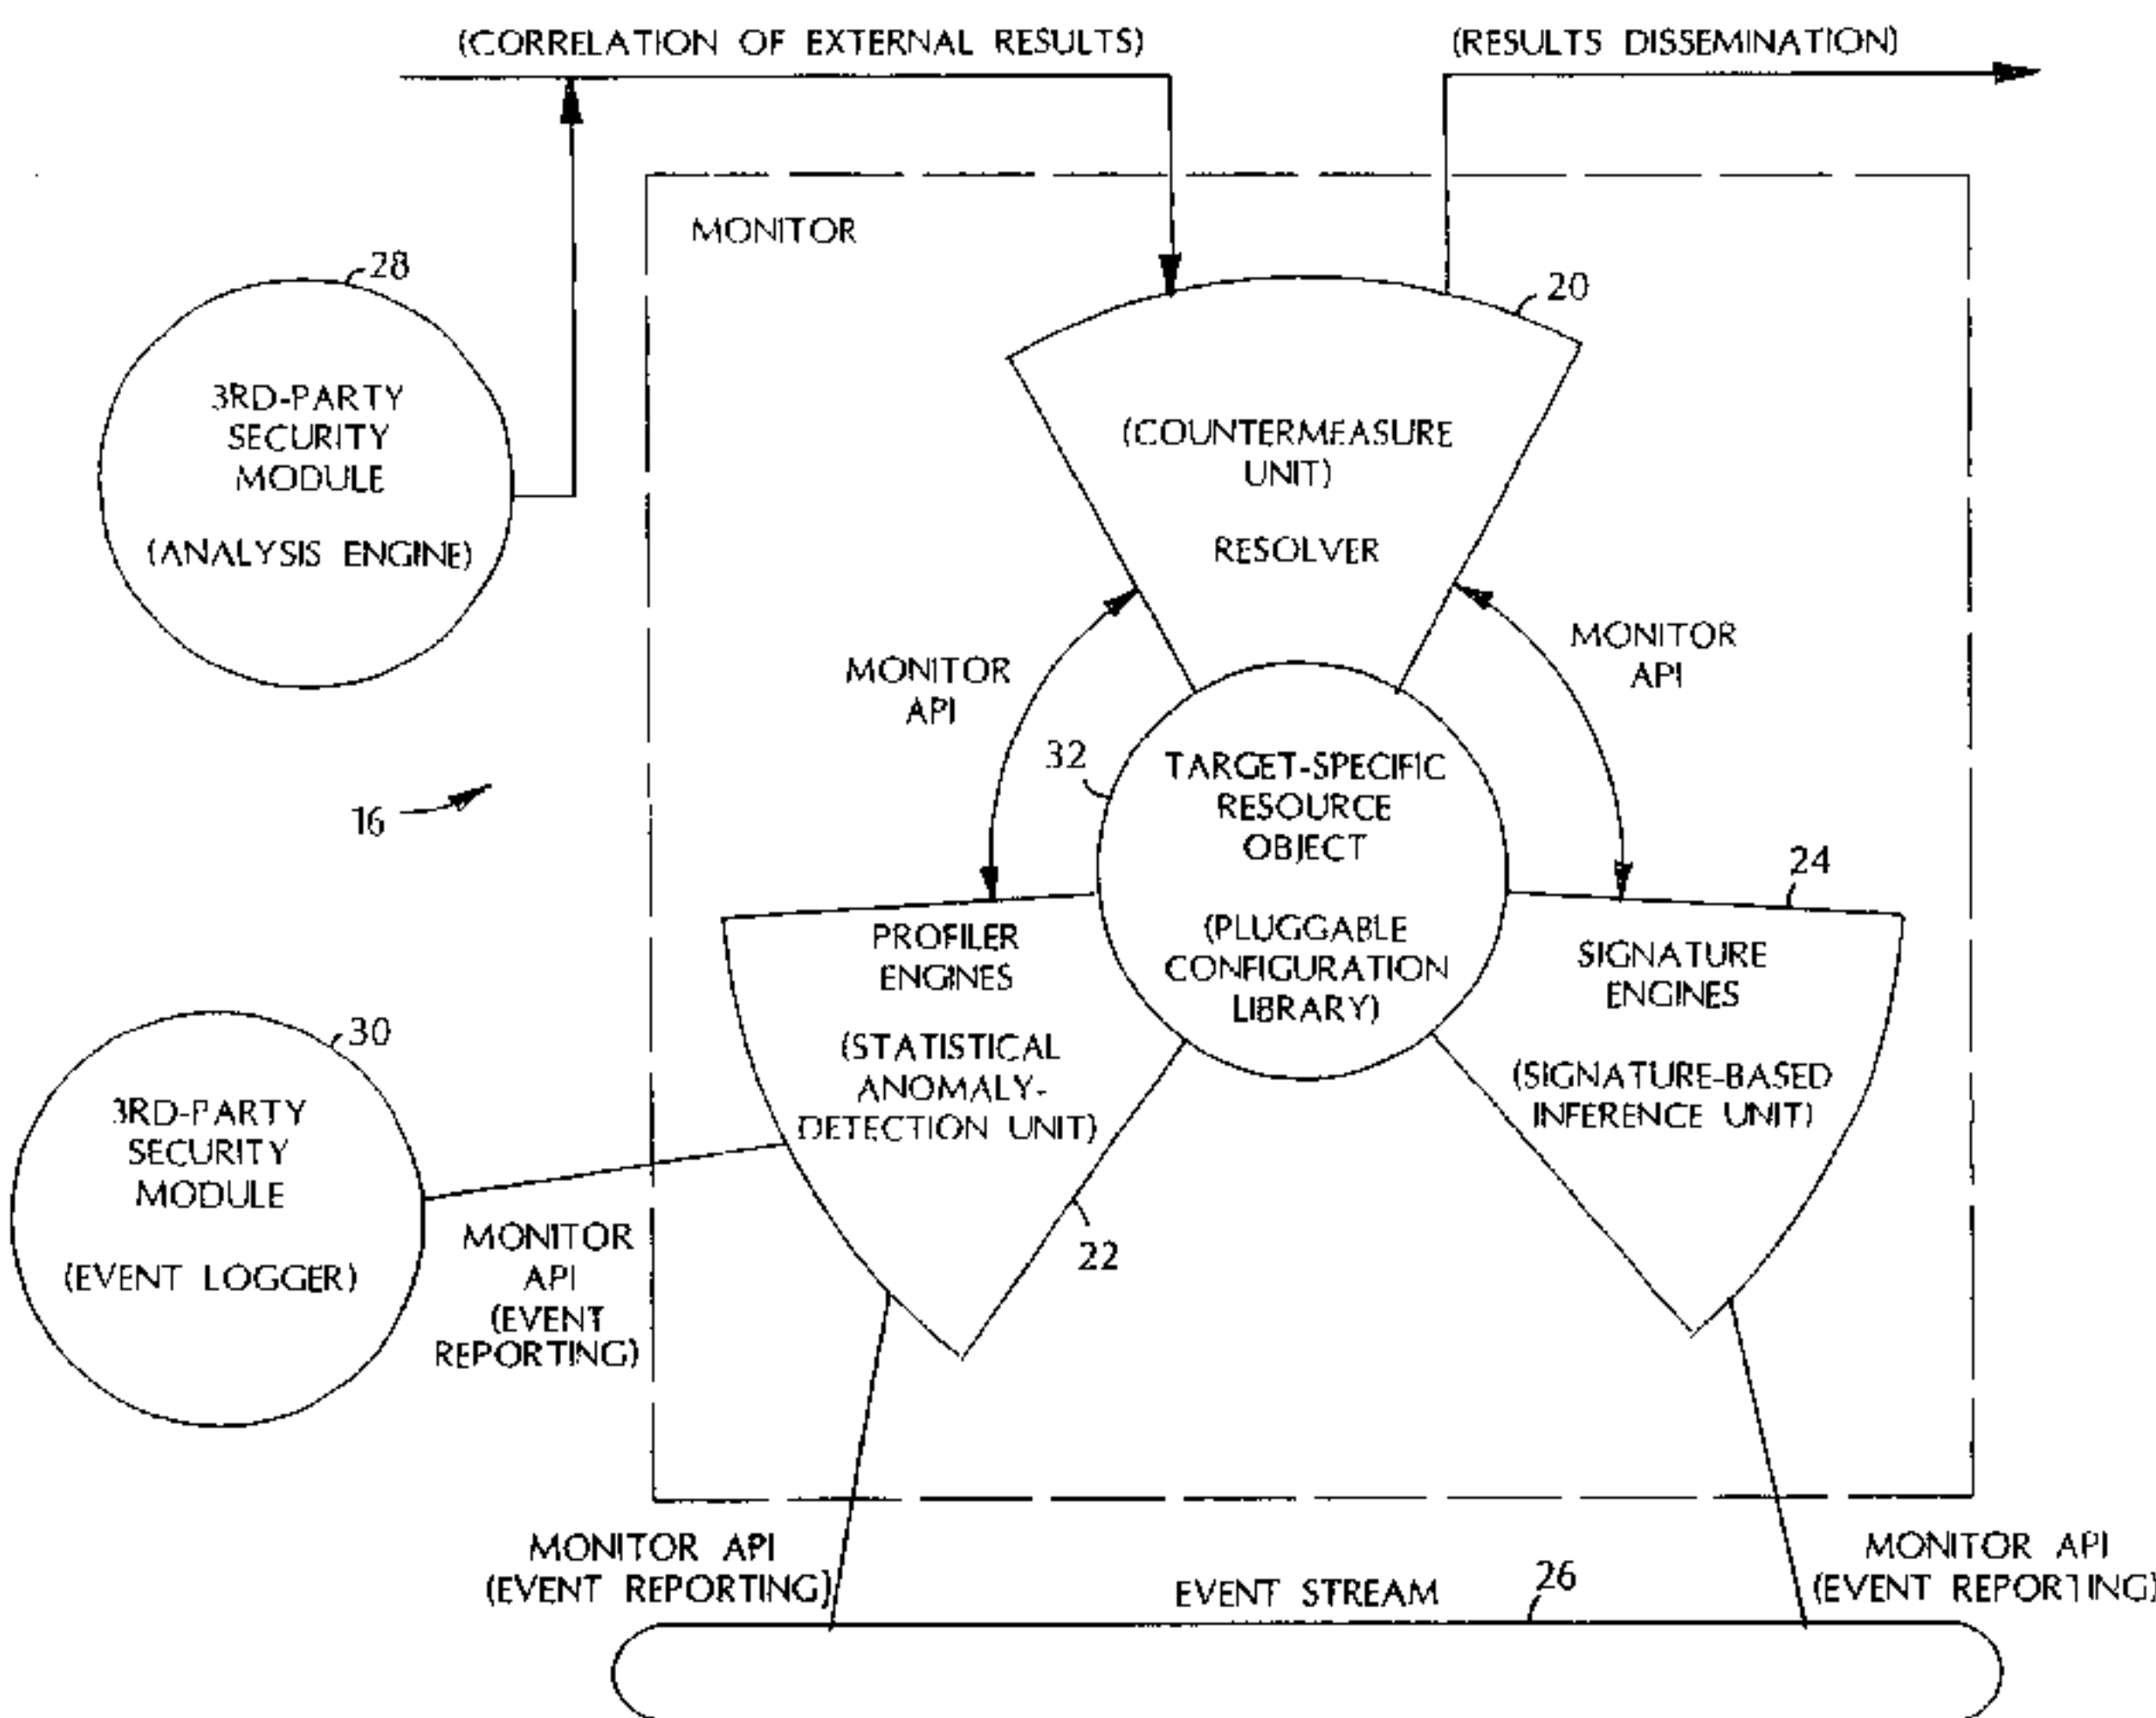 (CORRELATION OF EXTERNAL RESULTS)
(RESULTS DISSEMINATION)
MONITOR
28
20
3RD-PARTY
SECURITY
MODULE
(ANALYSIS ENGINE)
(COUNTERMEASURE
UNIT)
RESOLVER
MONITOR
API
MONITOR
API
32
TARGET-SPECIFIC
RESOURCE
OBJECT
(PLUGGABLE
CONFIGURATION
LIBRARY)
16
24
PROFILER
ENGINES
(STATISTICAL
ANOMALY-
DETECTION UNIT)
SIGNATURE
ENGINES
(SIGNATURE-BASED
INFERENCE UNIT)
30
3RD-PARTY
SECURITY
MODULE
(EVENT LOGGER)
MONITOR
API
(EVENT
REPORTING)
22
MONITOR API
(EVENT REPORTING)
EVENT STREAM
26
MONITOR API
(EVENT REPORTING)